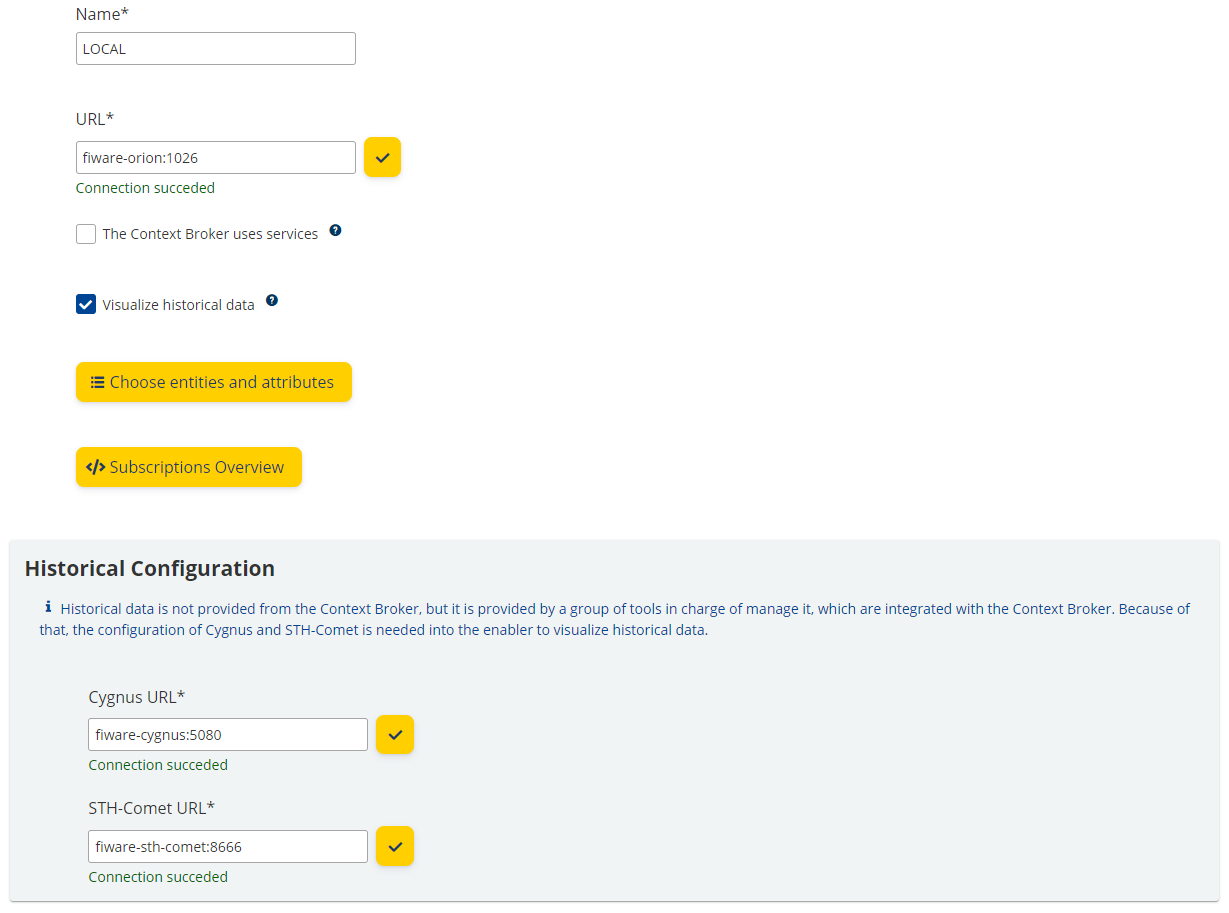 Name*
LOCAL
URL*
fiware-orion:1026
Connection succeded
The Context Broker uses services
Visualize historical data
Choose entities and attributes
Subscriptions Overview
Historical Configuration
Historical data is not provided from the Context Broker, but it is provided by a group of tools in charge of manage it, which are integrated with the Context Broker. Because of
that, the configuration of Cygnus and STH-Comet is needed into the enabler to visualize historical data.
Cygnus URL*
fiware-cygnus:5080
Connection succeded
STH-Comet URL*
fiware-sth-comet:8666
Connection succeded